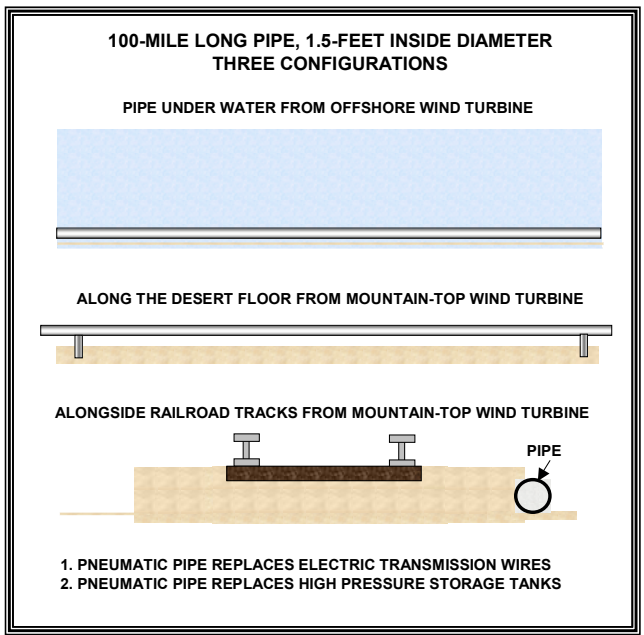 100-MILE LONG PIPE, 1.5-FEET INSIDE DIAMETER
THREE CONFIGURATIONS
PIPE UNDER WATER FROM OFFSHORE WIND TURBINE
ALONG THE DESERT FLOOR FROM MOUNTAIN-TOP WIND TURBINE
ALONGSIDE RAILROAD TRACKS FROM MOUNTAIN-TOP WIND TURBINE
PIPE
1. PNEUMATIC PIPE REPLACES ELECTRIC TRANSMISSION WIRES
2. PNEUMATIC PIPE REPLACES HIGH PRESSURE STORAGE TANKS